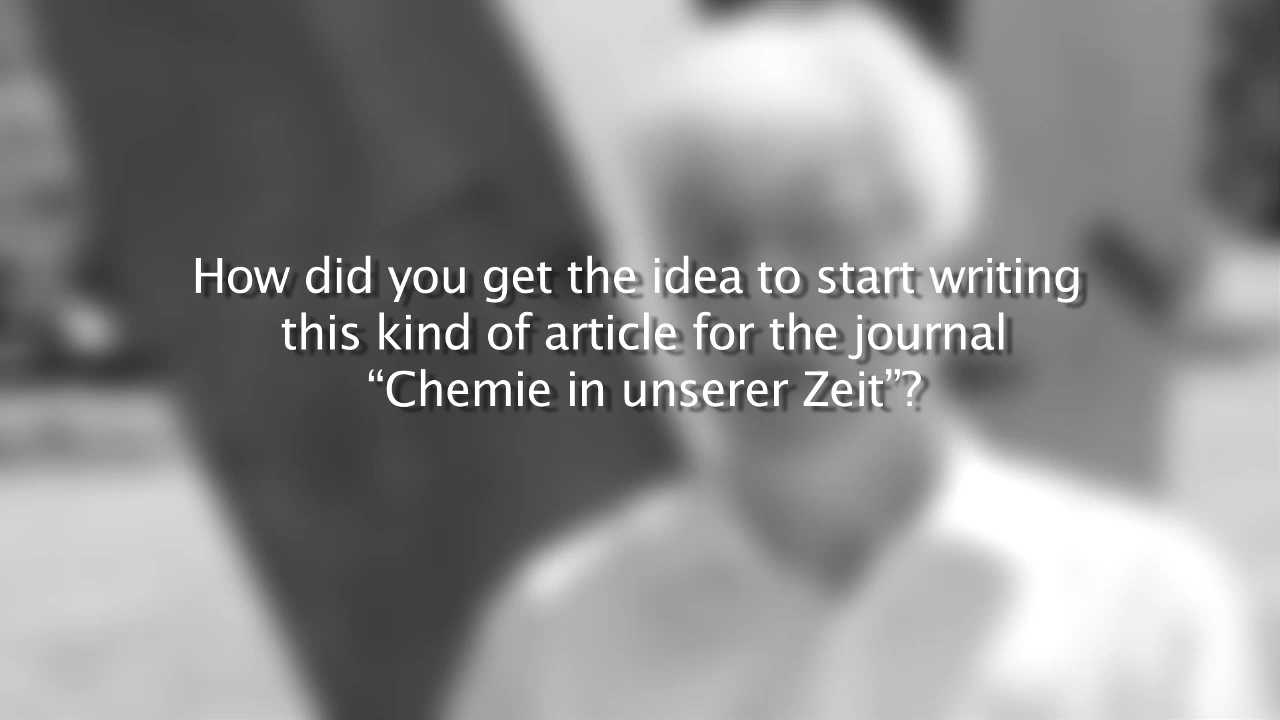 How did you get the idea to start writing
this kind of article for the journal
“Chemie in unserer Zeit”?